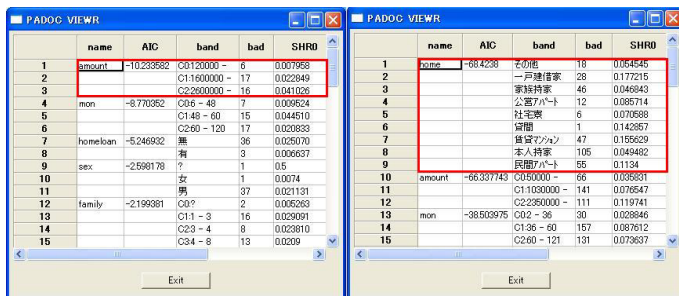 PADOC VIEWR
name AIC band bad SHR0
1 amount -10.233582 C0:120000 - 6 0.007958
2 C1:1600000 - 17 0.022849
3 C2:2600000 - 16 0.041026
4 mon -8.770352 C0:6 - 48 7 0.009524
5 C1:48 - 60 15 0.044510
6 C2:60 - 120 17 0.020833
7 homeloan -5.246932 無 36 0.025070
8 有 3 0.006637
9 sex -2.598178 ? 1 0.5
10 女 1 0.0074
11 男 37 0.021131
12 family -2.199381 C0:? 2 0.005263
13 C1:1 - 3 16 0.029091
14 C2:3 - 4 8 0.023810
15 C3:4 - 8 13 0.0209
Exit
PADOC VIEWR
name AIC band bad SHR0
1 home -68.4238 その他 18 0.054545
2 一戸建借家 28 0.177215
3 家族持家 46 0.046843
4 公営アパート 12 0.085714
5 社宅寮 6 0.070588
6 貸間 1 0.142857
7 賃貸マンション 47 0.155629
8 本人持家 105 0.049482
9 民間アパート 55 0.1134
10 amount -66.337743 C0:50000 - 66 0.035831
11 C1:1030000 - 141 0.076547
12 C2:2350000 - 111 0.119741
13 mon -38.503975 C0:2 - 36 30 0.028846
14 C1:36 - 60 157 0.087612
15 C2:60 - 121 131 0.073637
Exit